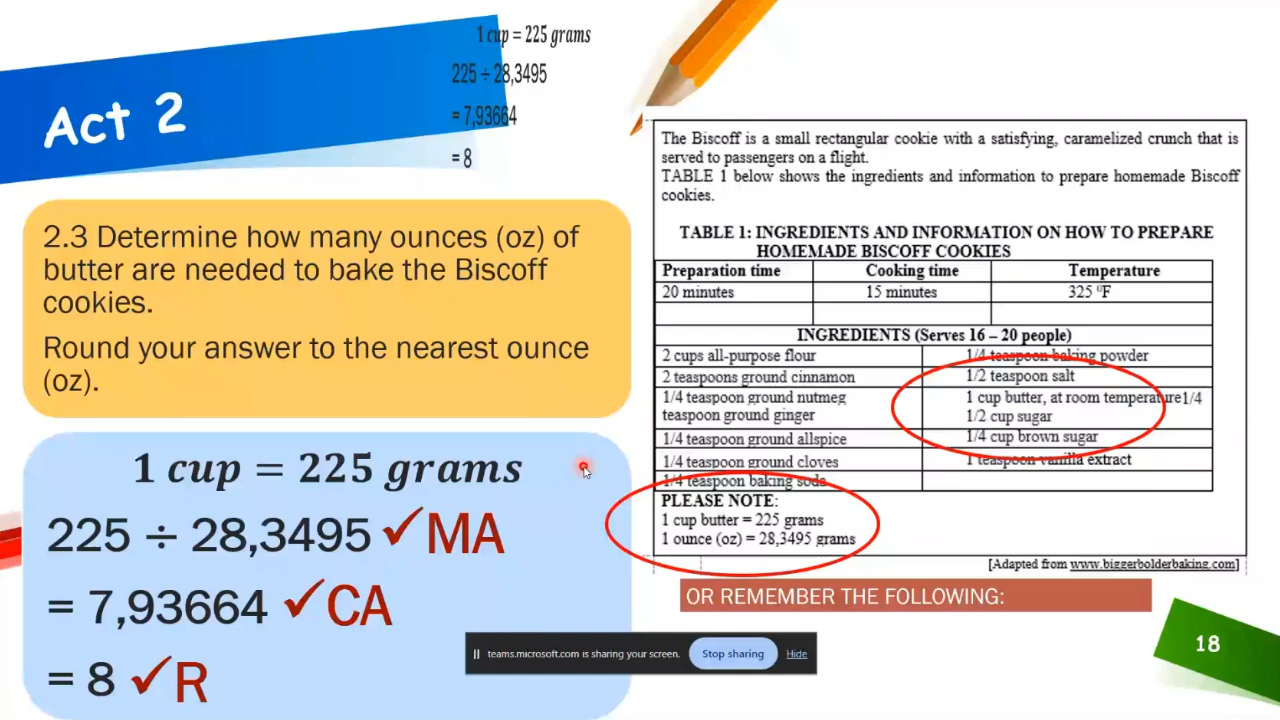 1 cup = 225 grams
225 ÷ 28,3495
= 7,93664
= 8
Act 2
2.3 Determine how many ounces (oz) of
butter are needed to bake the Biscoff
cookies.
Round your answer to the nearest ounce
(oz).
1 cup = 225 grams
225 ÷ 28,3495 ✓MA
= 7,93664 ✓CA
= 8 ✓R
The Biscoff is a small rectangular cookie with a satisfying, caramelized crunch that is
served to passengers on a flight.
TABLE 1 below shows the ingredients and information to prepare homemade Biscoff
cookies.
TABLE 1: INGREDIENTS AND INFORMATION ON HOW TO PREPARE
HOMEMADE BISCOFF COOKIES
Preparation time Cooking time Temperature
20 minutes 15 minutes 325 ⁰F
INGREDIENTS (Serves 16 – 20 people)
2 cups all-purpose flour 1/4 teaspoon baking powder
2 teaspoons ground cinnamon 1/2 teaspoon salt
1/4 teaspoon ground nutmeg 1 cup butter, at room temperature1/4
teaspoon ground ginger 1/2 cup sugar
1/4 teaspoon ground allspice 1/4 cup brown sugar
1/4 teaspoon ground cloves 1 teaspoon vanilla extract
1/4 teaspoon baking soda
PLEASE NOTE:
1 cup butter = 225 grams
1 ounce (oz) = 28,3495 grams
[Adapted from www.biggerbolderbaking.com]
OR REMEMBER THE FOLLOWING:
teams.microsoft.com is sharing your screen. Stop sharing Hide
18